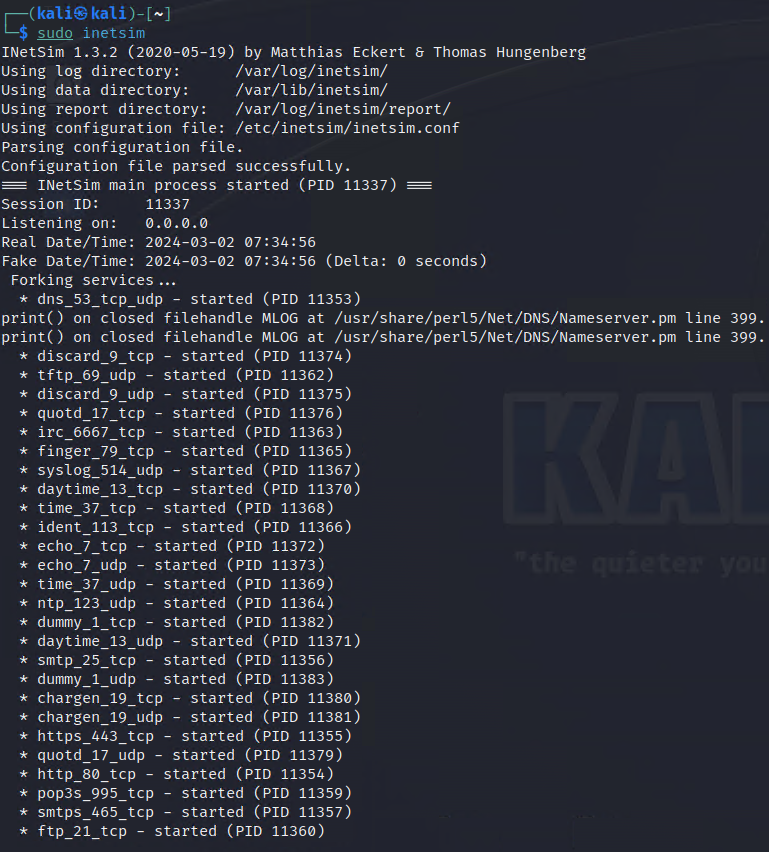 ┌──(kali㉿kali)-[~]
└─$ sudo inetsim
INetSim 1.3.2 (2020-05-19) by Matthias Eckert & Thomas Hungenberg
Using log directory:      /var/log/inetsim/
Using data directory:     /var/lib/inetsim/
Using report directory:   /var/log/inetsim/report/
Using configuration file: /etc/inetsim/inetsim.conf
Parsing configuration file.
Configuration file parsed successfully.
=== INetSim main process started (PID 11337) ===
Session ID:     11337
Listening on:   0.0.0.0
Real Date/Time: 2024-03-02 07:34:56
Fake Date/Time: 2024-03-02 07:34:56 (Delta: 0 seconds)
 Forking services...
  * dns_53_tcp_udp - started (PID 11353)
print() on closed filehandle MLOG at /usr/share/perl5/Net/DNS/Nameserver.pm line 399.
print() on closed filehandle MLOG at /usr/share/perl5/Net/DNS/Nameserver.pm line 399.
  * discard_9_tcp - started (PID 11374)
  * tftp_69_udp - started (PID 11362)
  * discard_9_udp - started (PID 11375)
  * quotd_17_tcp - started (PID 11376)
  * irc_6667_tcp - started (PID 11363)
  * finger_79_tcp - started (PID 11365)
  * syslog_514_udp - started (PID 11367)
  * daytime_13_tcp - started (PID 11370)
  * time_37_tcp - started (PID 11368)
  * ident_113_tcp - started (PID 11366)
  * echo_7_tcp - started (PID 11372)
  * echo_7_udp - started (PID 11373)
  * time_37_udp - started (PID 11369)
  * ntp_123_udp - started (PID 11364)
  * dummy_1_tcp - started (PID 11382)
  * daytime_13_udp - started (PID 11371)
  * smtp_25_tcp - started (PID 11356)
  * dummy_1_udp - started (PID 11383)
  * chargen_19_tcp - started (PID 11380)
  * chargen_19_udp - started (PID 11381)
  * https_443_tcp - started (PID 11355)
  * quotd_17_udp - started (PID 11379)
  * http_80_tcp - started (PID 11354)
  * pop3s_995_tcp - started (PID 11359)
  * smtps_465_tcp - started (PID 11357)
  * ftp_21_tcp - started (PID 11360)
KA
"the quieter you